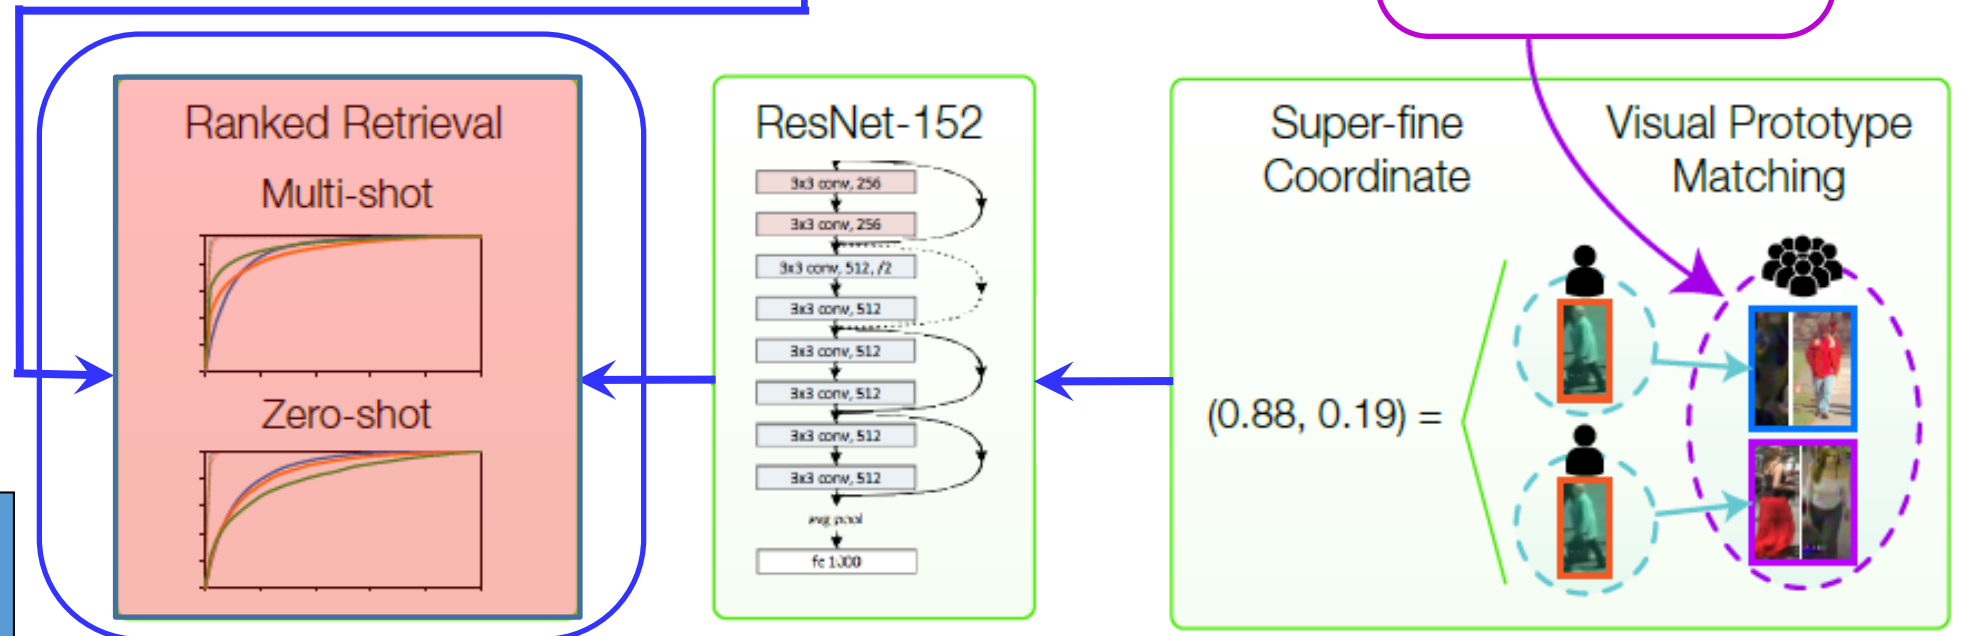 Ranked Retrieval
Multi-shot
Zero-shot
ResNet-152
3x3 conv, 256
3x3 conv, 256
3x3 conv, 512, /2
3x3 conv, 512
3x3 conv, 512
3x3 conv, 512
3x3 conv, 512
3x3 conv, 512
avg pool
fc 1000
Super-fine
Coordinate
Visual Prototype
Matching
(0.88, 0.19) =